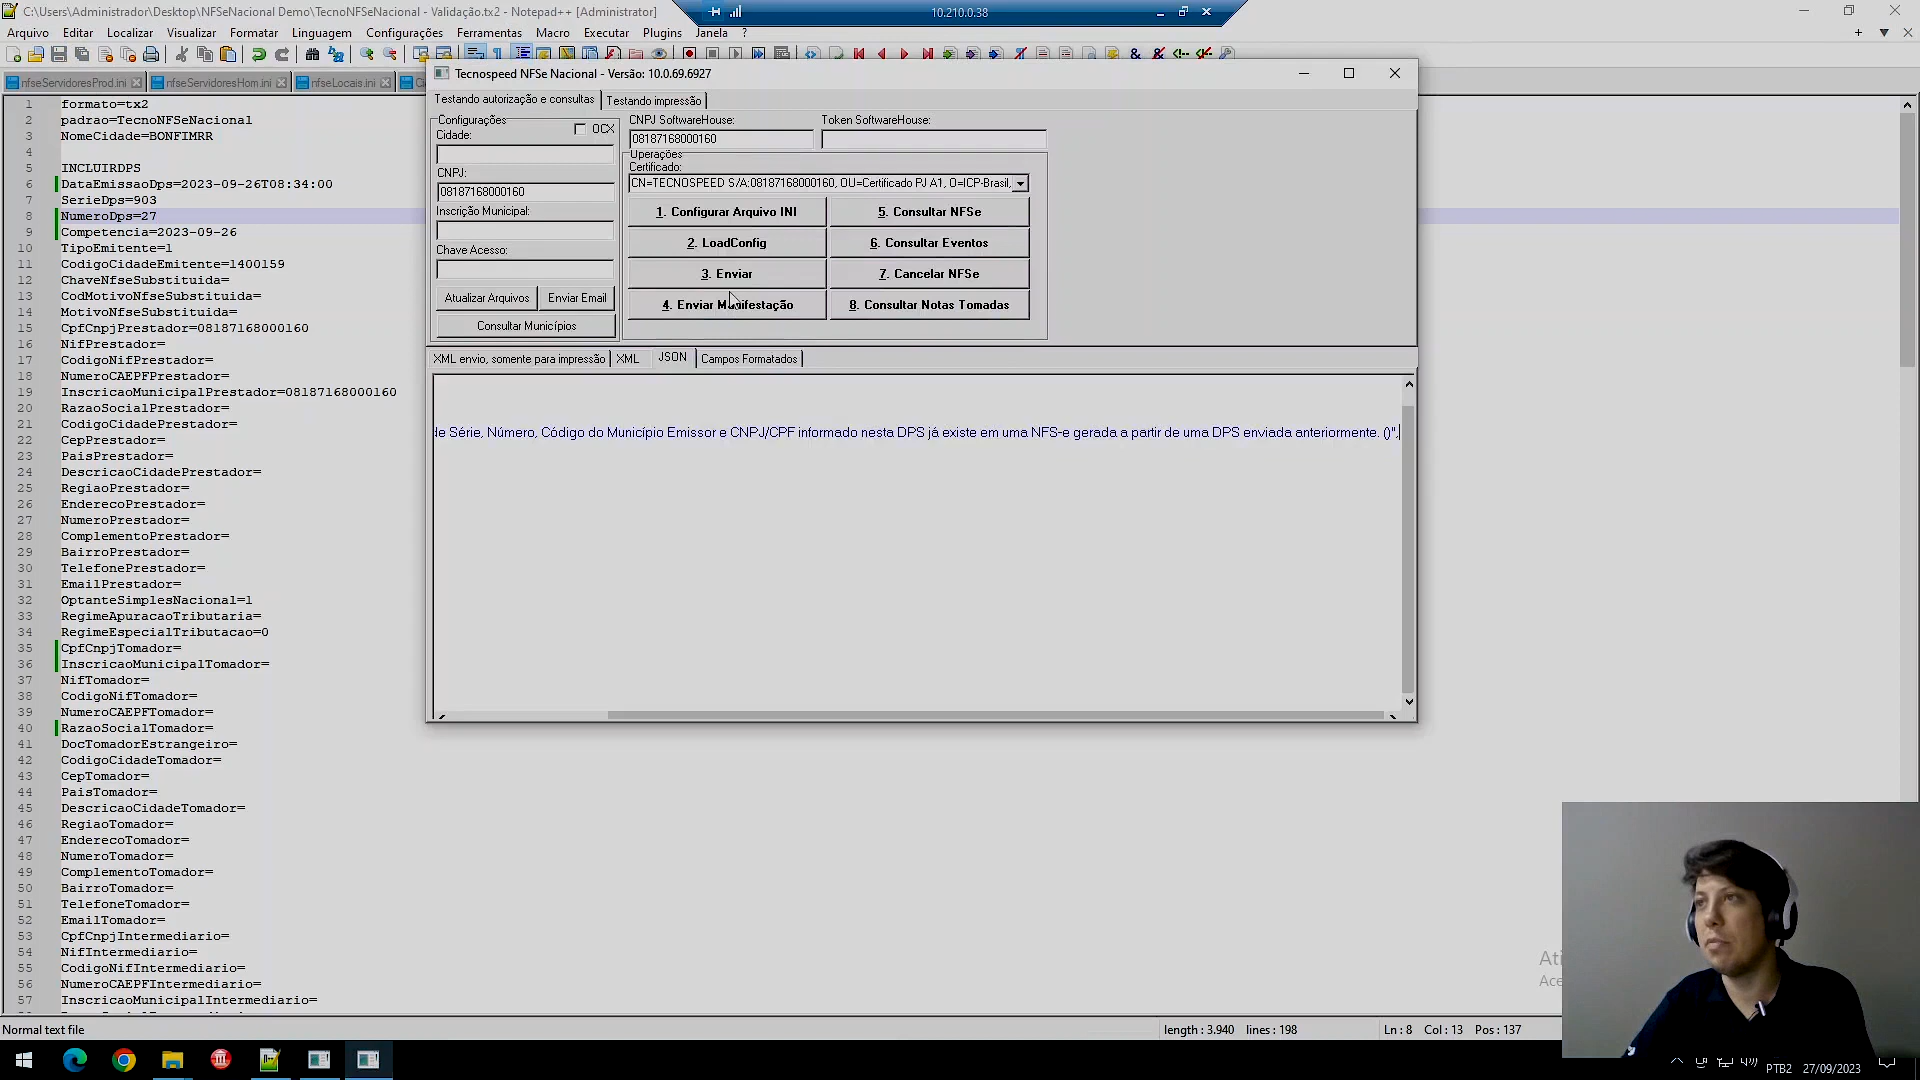 C:\Users\Administrador\Desktop\NFSeNacional Demo\TecnoNFSeNacional - Validação.tx2 - Notepad++ [Administrator]
10.210.0.38
Arquivo Editar Localizar Visualizar Formatar Linguagem Configurações Ferramentas Macro Executar Plugins Janela ?
nfseServidoresProd.ini nfseServidoresHom.ini nfseLocais.ini
1 formato=tx2
2 padrao=TecnoNFSeNacional
3 NomeCidade=BONFIMRR
4
5 INCLUIRDPS
6 DataEmissaoDps=2023-09-26T08:34:00
7 SerieDps=903
8 NumeroDps=27
9 Competencia=2023-09-26
10 TipoEmitente=1
11 CodigoCidadeEmitente=1400159
12 ChaveNfseSubstituida=
13 CodMotivoNfseSubstituida=
14 MotivoNfseSubstituida=
15 CpfCnpjPrestador=08187168000160
16 NifPrestador=
17 CodigoNifPrestador=
18 NumeroCAEPFPrestador=
19 InscricaoMunicipalPrestador=08187168000160
20 RazaoSocialPrestador=
21 CodigoCidadePrestador=
22 CepPrestador=
23 PaisPrestador=
24 DescricaoCidadePrestador=
25 RegiaoPrestador=
26 EnderecoPrestador=
27 NumeroPrestador=
28 ComplementoPrestador=
29 BairroPrestador=
30 TelefonePrestador=
31 EmailPrestador=
32 OptanteSimplesNacional=1
33 RegimeApuracaoTributaria=
34 RegimeEspecialTributacao=0
35 CpfCnpjTomador=
36 InscricaoMunicipalTomador=
37 NifTomador=
38 CodigoNifTomador=
39 NumeroCAEPFTomador=
40 RazaoSocialTomador=
41 DocTomadorEstrangeiro=
42 CodigoCidadeTomador=
43 CepTomador=
44 PaisTomador=
45 DescricaoCidadeTomador=
46 RegiaoTomador=
47 EnderecoTomador=
48 NumeroTomador=
49 ComplementoTomador=
50 BairroTomador=
51 TelefoneTomador=
52 EmailTomador=
53 CpfCnpjIntermediario=
54 NifIntermediario=
55 CodigoNifIntermediario=
56 NumeroCAEPFIntermediario=
57 InscricaoMunicipalIntermediario=
Tecnospeed NFSe Nacional - Versão: 10.0.69.6927
Testando autorização e consultas Testando impressão
Configurações
OCX
Cidade:
CNPJ:
08187168000160
Inscrição Municipal:
Chave Acesso:
Atualizar Arquivos Enviar Email
Consultar Municípios
CNPJ SoftwareHouse: Token SoftwareHouse:
08187168000160
Operações
Certificado:
CN=TECNOSPEED S/A:08187168000160, OU=Certificado PJ A1, O=ICP-Brasil,
1. Configurar Arquivo INI 5. Consultar NFSe
2. LoadConfig 6. Consultar Eventos
3. Enviar 7. Cancelar NFSe
4. Enviar Manifestação 8. Consultar Notas Tomadas
XML envio, somente para impressão XML JSON Campos Formatados
de Série, Número, Código do Município Emissor e CNPJ/CPF informado nesta DPS já existe em uma NFS-e gerada a partir de uma DPS enviada anteriormente. ()",
Normal text file length : 3.940 lines : 198 Ln : 8 Col : 13 Pos : 137
PTB2 27/09/2023